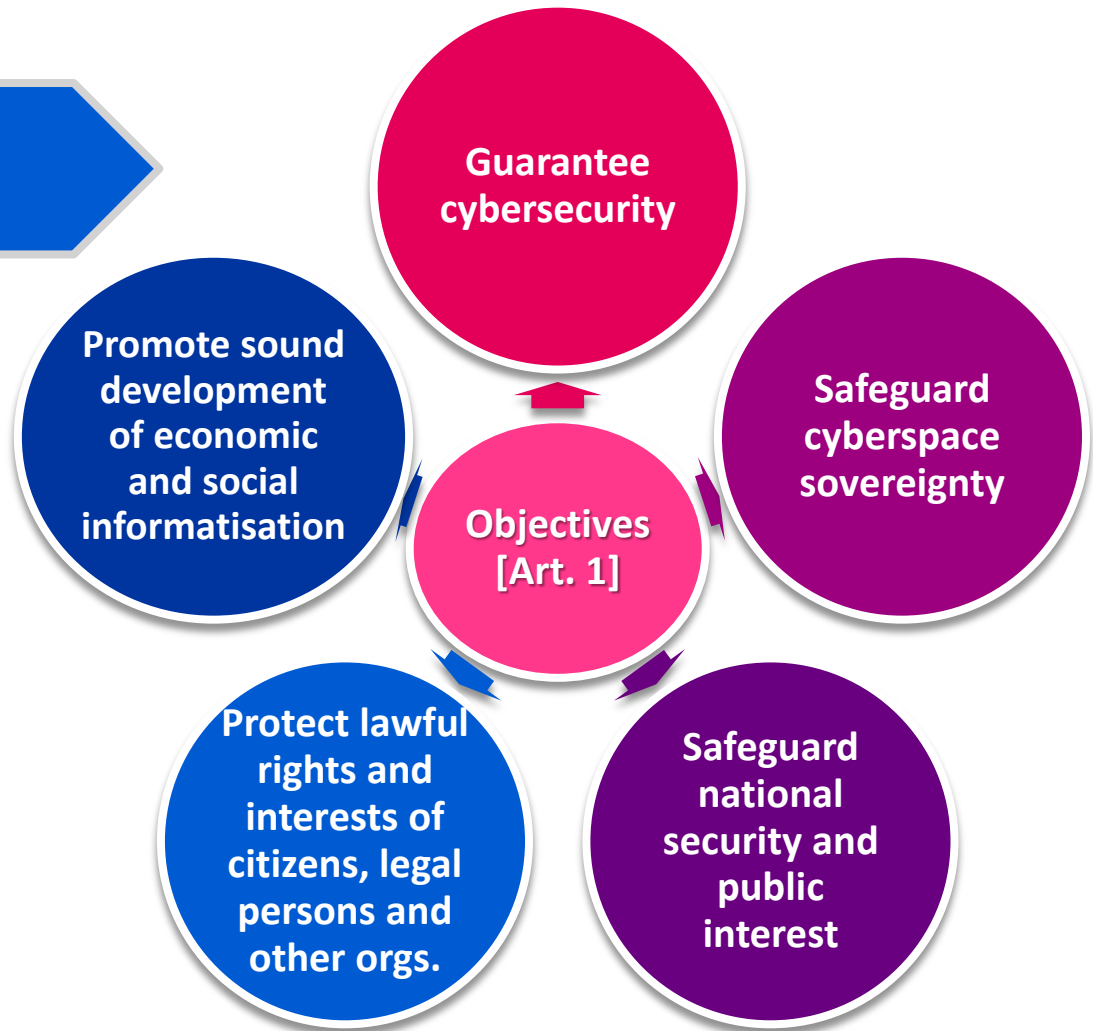 Guarantee
cybersecurity
Safeguard
cyberspace
sovereignty
Safeguard
national
security and
public
interest
Protect lawful
rights and
interests of
citizens, legal
persons and
other orgs.
Promote sound
development
of economic
and social
informatisation
Objectives
[Art. 1]